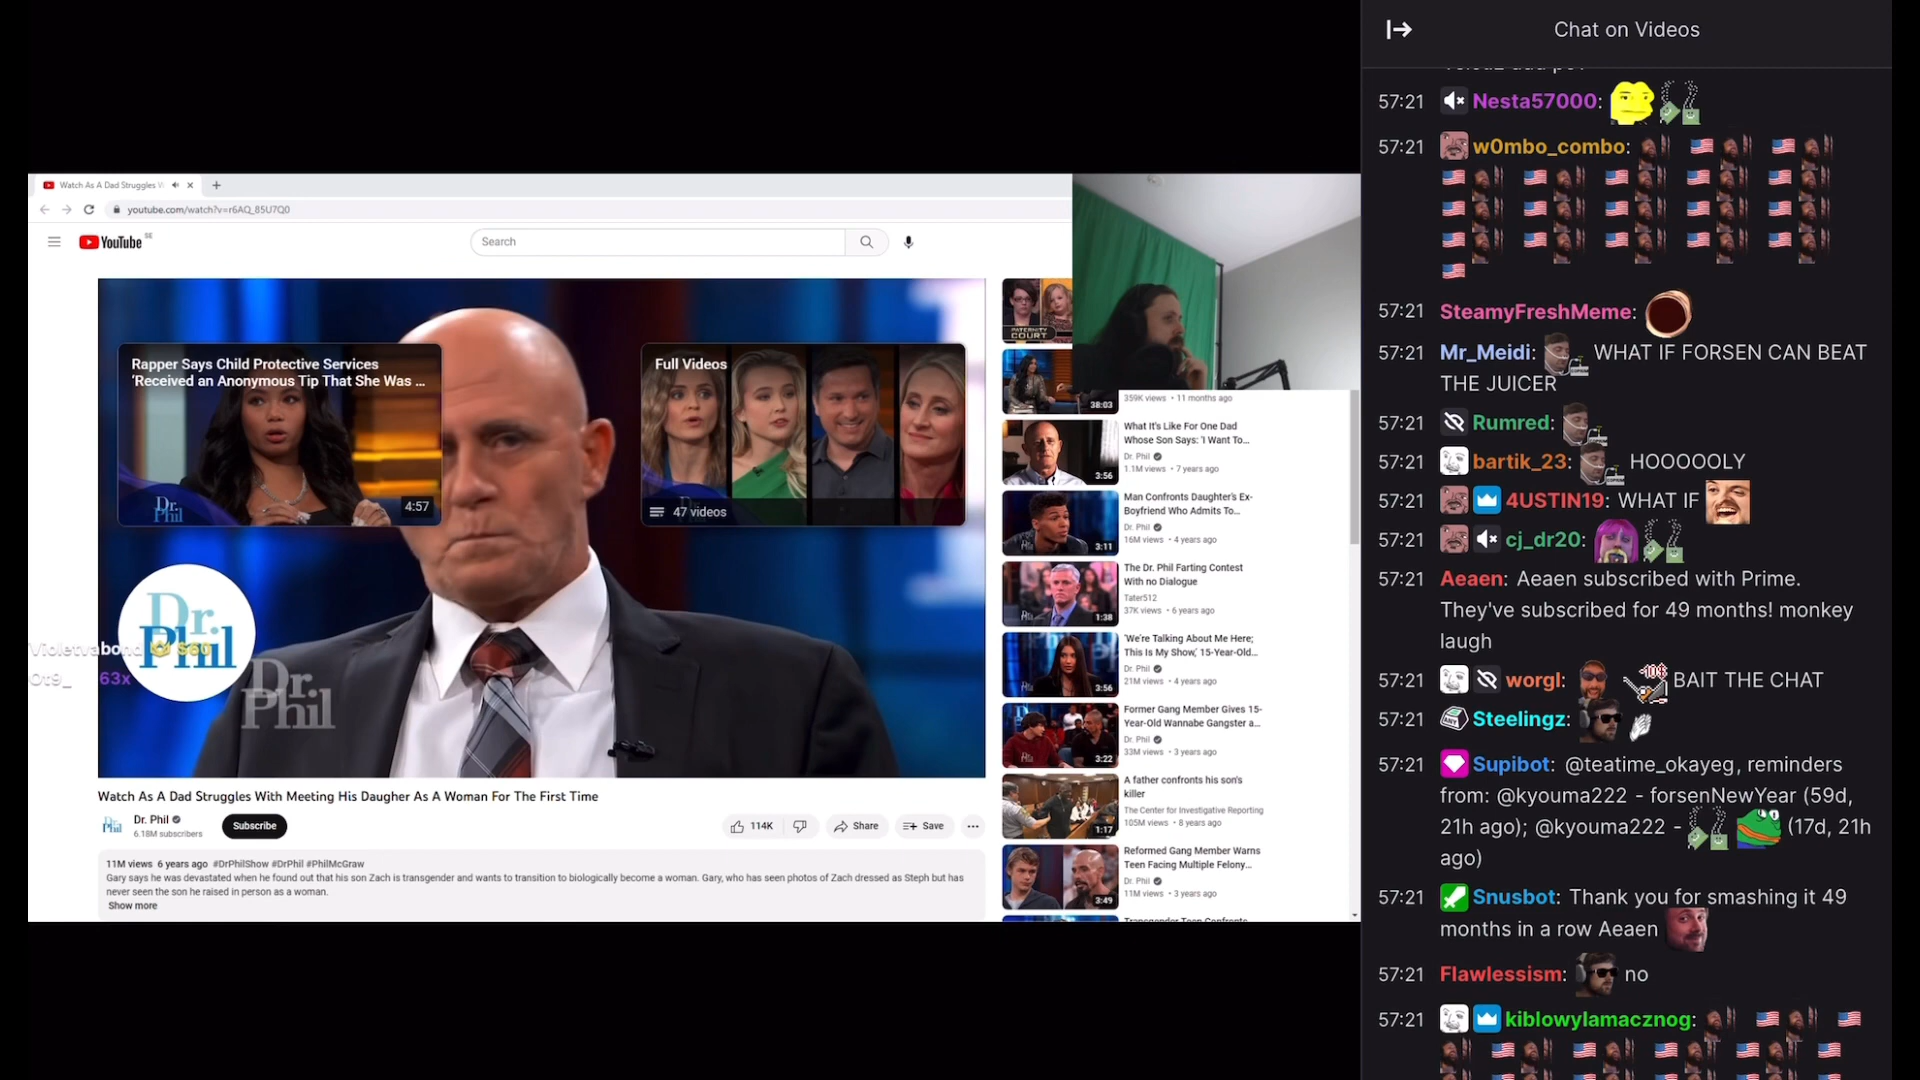 Watch As A Dad Struggles W
youtube.com/watch?v=r6AQ_85U7Q0
YouTube SE
Search
Rapper Says Child Protective Services
'Received an Anonymous Tip That She Was ...
4:57
Dr. Phil
Full Videos
47 videos
Dr. Phil
Violetvabond $60
Ot9_ 63x
Dr. Phil
Watch As A Dad Struggles With Meeting His Daugher As A Woman For The First Time
Dr. Phil
6.18M subscribers
Subscribe
114K
Share
Save
11M views 6 years ago #DrPhilShow #DrPhil #PhilMcGraw
Gary says he was devastated when he found out that his son Zach is transgender and wants to transition to biologically become a woman. Gary, who has seen photos of Zach dressed as Steph but has
never seen the son he raised in person as a woman.
Show more
PATERNITY
COURT
38:03
359K views • 11 months ago
What It's Like For One Dad
Whose Son Says: 'I Want To...
Dr. Phil
1.1M views • 7 years ago
3:56
Man Confronts Daughter's Ex-
Boyfriend Who Admits To...
Dr. Phil
16M views • 4 years ago
3:11
The Dr. Phil Farting Contest
With no Dialogue
Tater512
37K views • 6 years ago
1:38
'We're Talking About Me Here;
This Is My Show,' 15-Year-Old...
Dr. Phil
21M views • 4 years ago
3:56
Former Gang Member Gives 15-
Year-Old Wannabe Gangster a...
Dr. Phil
33M views • 3 years ago
3:22
A father confronts his son's
killer
The Center for Investigative Reporting
105M views • 8 years ago
1:17
Reformed Gang Member Warns
Teen Facing Multiple Felony...
Dr. Phil
11M views • 3 years ago
3:49
Transgender Teen Confronts
Chat on Videos
57:21 Nesta57000:
57:21 w0mbo_combo:
57:21 SteamyFreshMeme:
57:21 Mr_Meidi: WHAT IF FORSEN CAN BEAT
THE JUICER
57:21 Rumred:
57:21 bartik_23: HOOOOOLY
57:21 4USTIN19: WHAT IF
57:21 cj_dr20:
57:21 Aeaen: Aeaen subscribed with Prime.
They've subscribed for 49 months! monkey
laugh
57:21 worgl: -10$ BAIT THE CHAT
57:21 Steelingz:
57:21 Supibot: @teatime_okayeg, reminders
from: @kyouma222 - forsenNewYear (59d,
21h ago); @kyouma222 - (17d, 21h
ago)
57:21 Snusbot: Thank you for smashing it 49
months in a row Aeaen
57:21 Flawlessism: no
57:21 kiblowylamacznog: